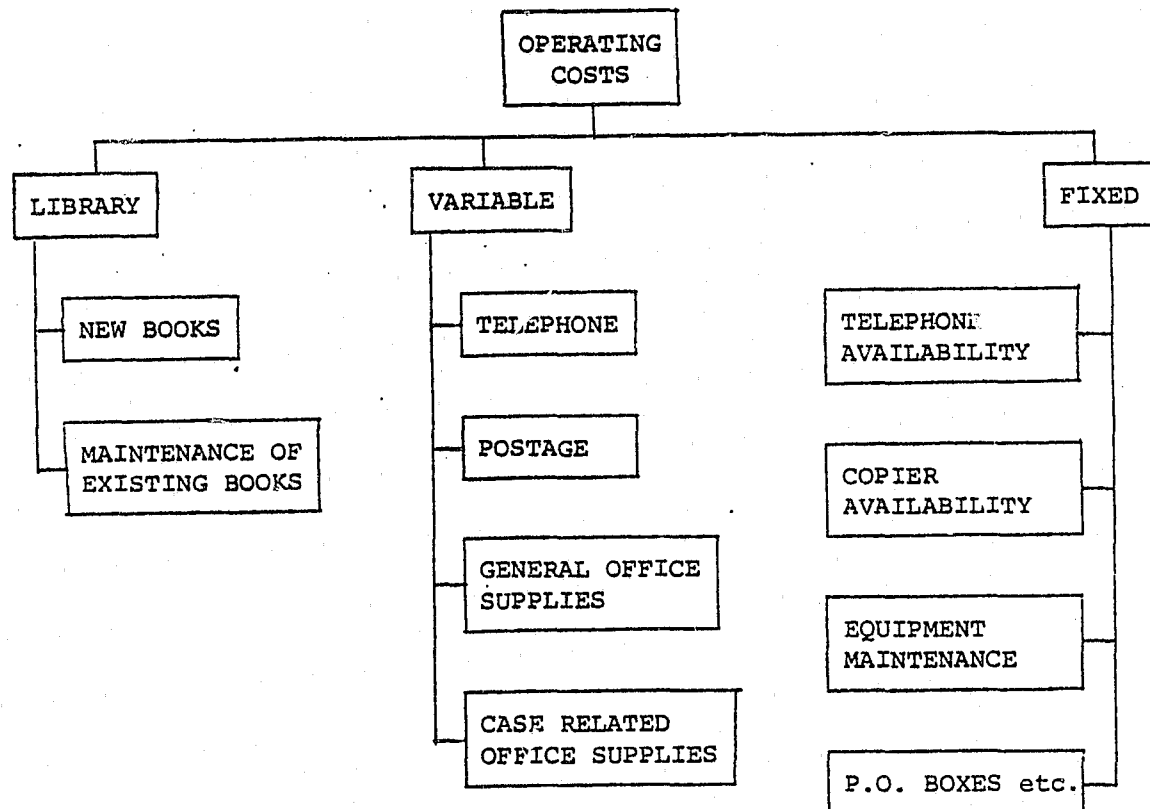 OPERATING
COSTS
LIBRARY
NEW BOOKS
MAINTENANCE OF
EXISTING BOOKS
VARIABLE
TELEPHONE
POSTAGE
GENERAL OFFICE
SUPPLIES
CASE RELATED
OFFICE SUPPLIES
FIXED
TELEPHONE
AVAILABILITY
COPIER
AVAILABILITY
EQUIPMENT
MAINTENANCE
P.O. BOXES etc.